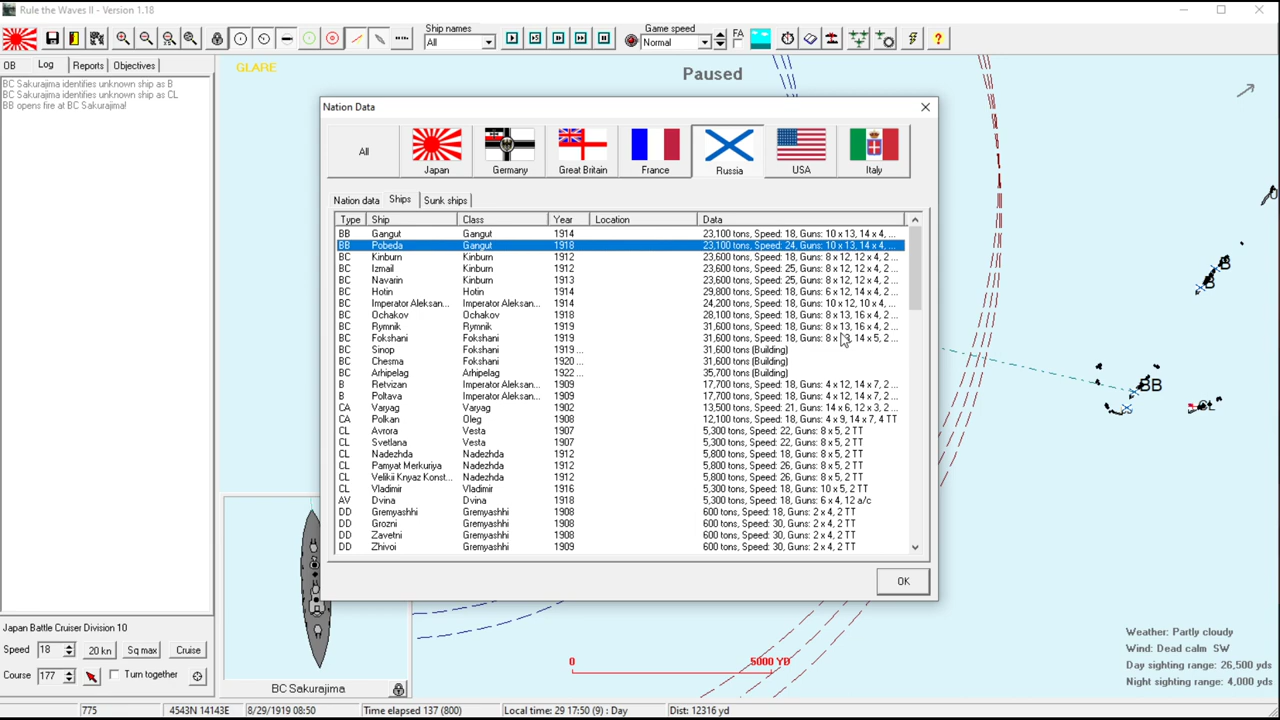 Rule the Waves II - Version 1.18
Ship names
All
Game speed
Normal
FA
OB Log Reports Objectives
BC Sakurajima identifies unknown ship as B
BC Sakurajima identifies unknown ship as CL
BB opens fire at BC Sakurajima!
GLARE
Paused
Nation Data
All Japan Germany Great Britain France Russia USA Italy
Nation data Ships Sunk ships
Type Ship Class Year Location Data
BB Gangut Gangut 1914 23,100 tons, Speed: 18, Guns: 10 x 13, 14 x 4, ...
BB Pobeda Gangut 1918 23,100 tons, Speed: 24, Guns: 10 x 13, 14 x 4, ...
BC Kinburn Kinburn 1912 23,600 tons, Speed: 18, Guns: 8 x 12, 12 x 4, 2 ...
BC Izmail Kinburn 1912 23,600 tons, Speed: 25, Guns: 8 x 12, 12 x 4, 2 ...
BC Navarin Kinburn 1913 23,600 tons, Speed: 25, Guns: 8 x 12, 12 x 4, 2 ...
BC Hotin Hotin 1914 29,800 tons, Speed: 18, Guns: 6 x 12, 14 x 4, 2 ...
BC Imperator Aleksan... Imperator Aleksan... 1914 24,200 tons, Speed: 18, Guns: 10 x 12, 10 x 4, ...
BC Ochakov Ochakov 1918 28,100 tons, Speed: 18, Guns: 8 x 13, 16 x 4, 2 ...
BC Rymnik Rymnik 1919 31,600 tons, Speed: 18, Guns: 8 x 13, 16 x 4, 2 ...
BC Fokshani Fokshani 1919 31,600 tons, Speed: 18, Guns: 8 x 13, 14 x 5, 2 ...
BC Sinop Fokshani 1919 ... 31,600 tons (Building)
BC Chesma Fokshani 1920 ... 31,600 tons (Building)
BC Arhipelag Arhipelag 1922 ... 35,700 tons (Building)
B Retvizan Imperator Aleksan... 1909 17,700 tons, Speed: 18, Guns: 4 x 12, 14 x 7, 2 ...
B Poltava Imperator Aleksan... 1909 17,700 tons, Speed: 18, Guns: 4 x 12, 14 x 7, 2 ...
CA Varyag Varyag 1902 13,500 tons, Speed: 21, Guns: 14 x 6, 12 x 3, 2 ...
CA Polkan Oleg 1908 12,100 tons, Speed: 18, Guns: 4 x 9, 14 x 7, 4 TT
CL Avrora Vesta 1907 5,300 tons, Speed: 22, Guns: 8 x 5, 2 TT
CL Svetlana Vesta 1907 5,300 tons, Speed: 22, Guns: 8 x 5, 2 TT
CL Nadezhda Nadezhda 1912 5,800 tons, Speed: 18, Guns: 8 x 5, 2 TT
CL Pamyat Merkuriya Nadezhda 1912 5,800 tons, Speed: 26, Guns: 8 x 5, 2 TT
CL Velikii Knyaz Konst... Nadezhda 1912 5,800 tons, Speed: 26, Guns: 8 x 5, 2 TT
CL Vladimir Vladimir 1916 5,300 tons, Speed: 18, Guns: 10 x 5, 2 TT
AV Dvina Dvina 1918 5,300 tons, Speed: 18, Guns: 6 x 4, 12 a/c
DD Gremyashhi Gremyashhi 1908 600 tons, Speed: 18, Guns: 2 x 4, 2 TT
DD Grozni Gremyashhi 1908 600 tons, Speed: 30, Guns: 2 x 4, 2 TT
DD Zavetni Gremyashhi 1908 600 tons, Speed: 30, Guns: 2 x 4, 2 TT
DD Zhivoi Gremyashhi 1909 600 tons, Speed: 30, Guns: 2 x 4, 2 TT
OK
B
B
BB
CL
Japan Battle Cruiser Division 10
Speed 18 20 kn Sq max Cruise
Course 177 Turn together
BC Sakurajima
0 5000 YD
Weather: Partly cloudy
Wind: Dead calm SW
Day sighting range: 26,500 yds
Night sighting range: 4,000 yds
775 4543N 14143E 8/29/1919 08:50 Time elapsed 137 (800) Local time: 29 17:50 (9) : Day Dist: 12316 yd